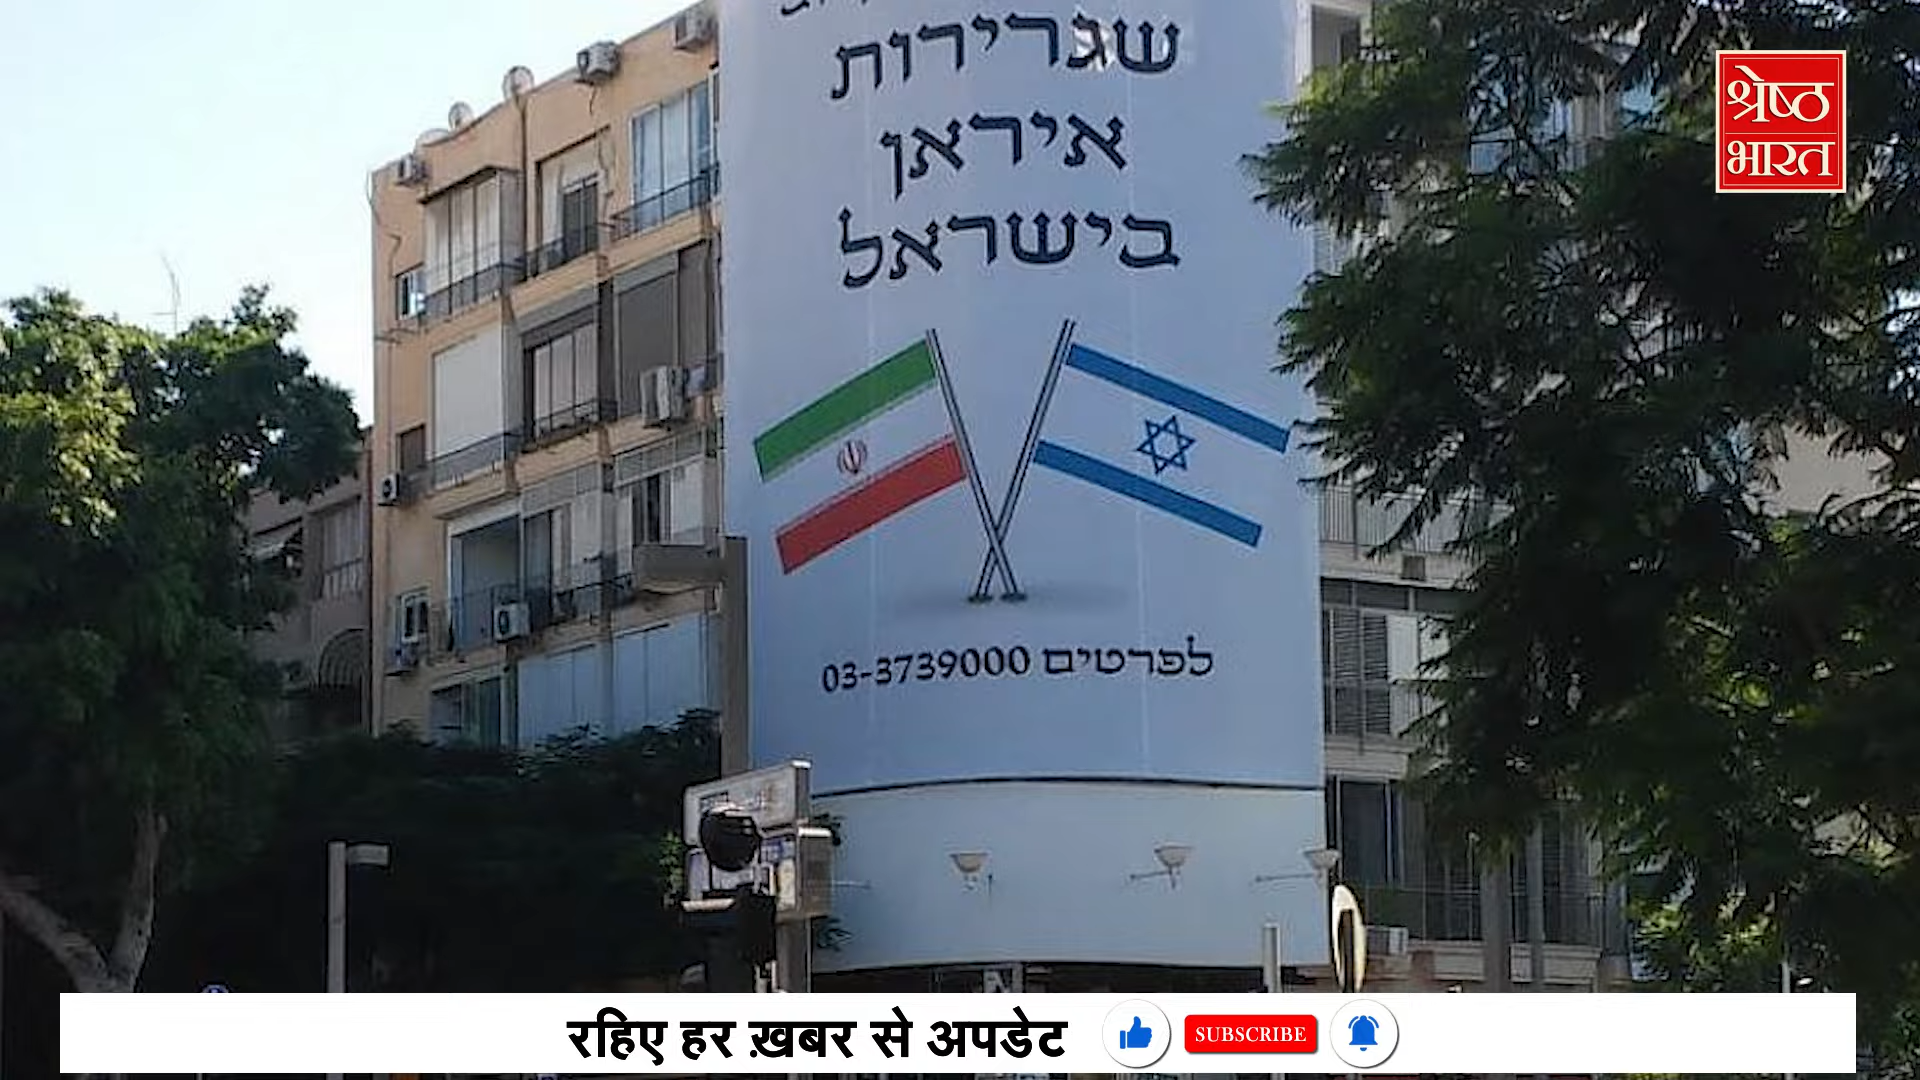 שגרירות
איראן
בישראל
לפרטים 03-3739000
श्रेष्ठ
भारत
रहिए हर ख़बर से अपडेट
SUBSCRIBE